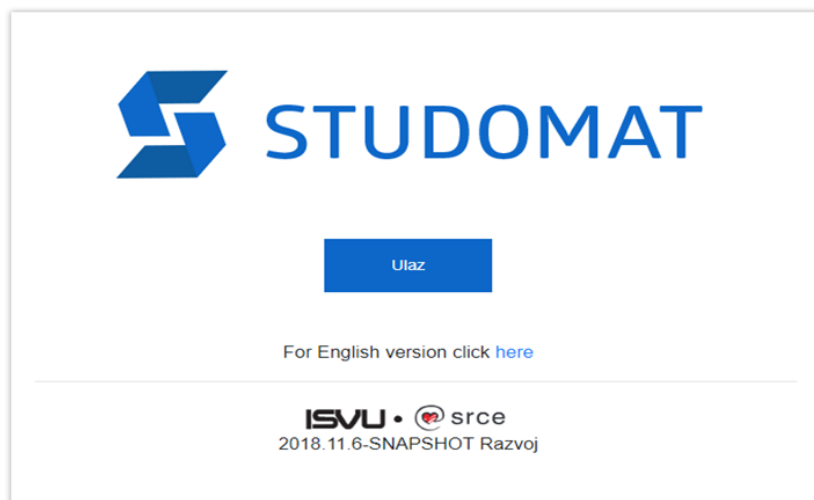 STUDOMAT
Ulaz
For English version click here
ISVU • srce
2018.11.6-SNAPSHOT Razvoj